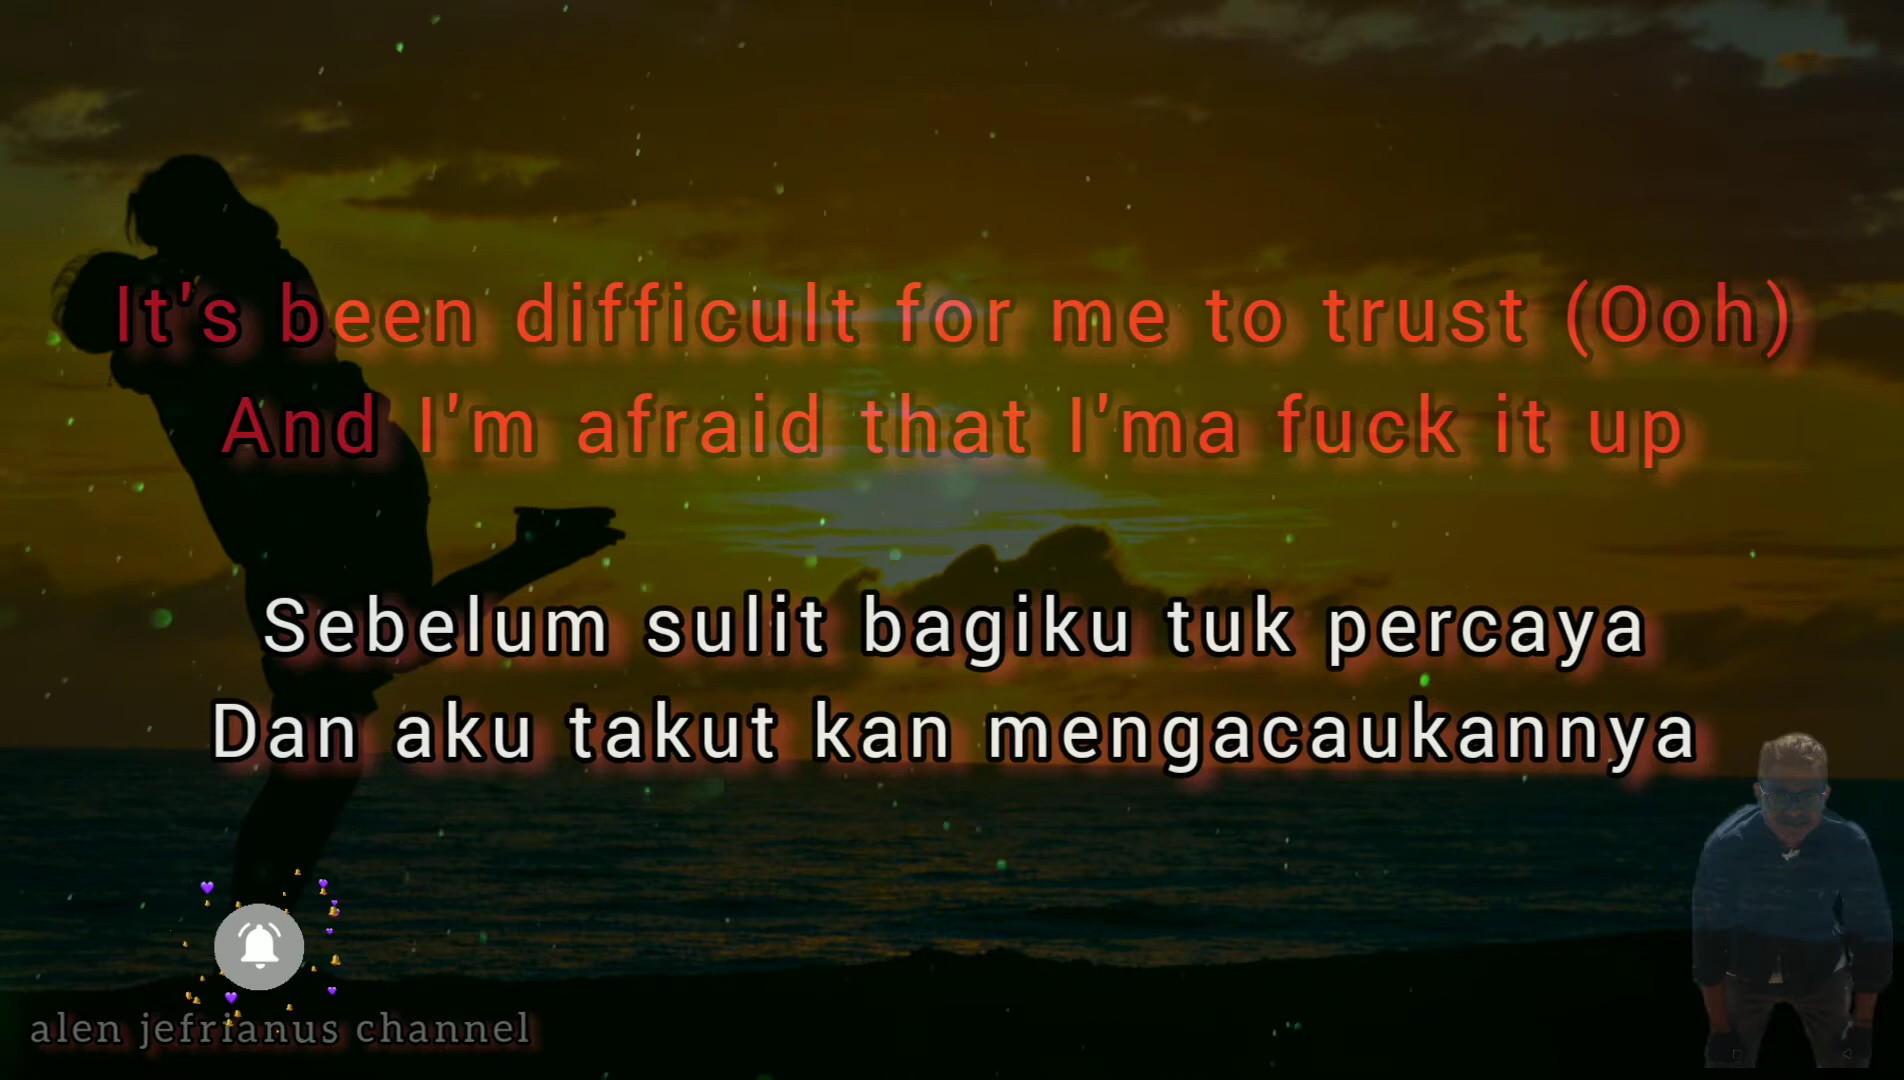 It's been difficult for me to trust (Ooh)
And I'm afraid that I'ma fuck it up
Sebelum sulit bagiku tuk percaya
Dan aku takut kan mengacaukannya
alen jefrianus channel